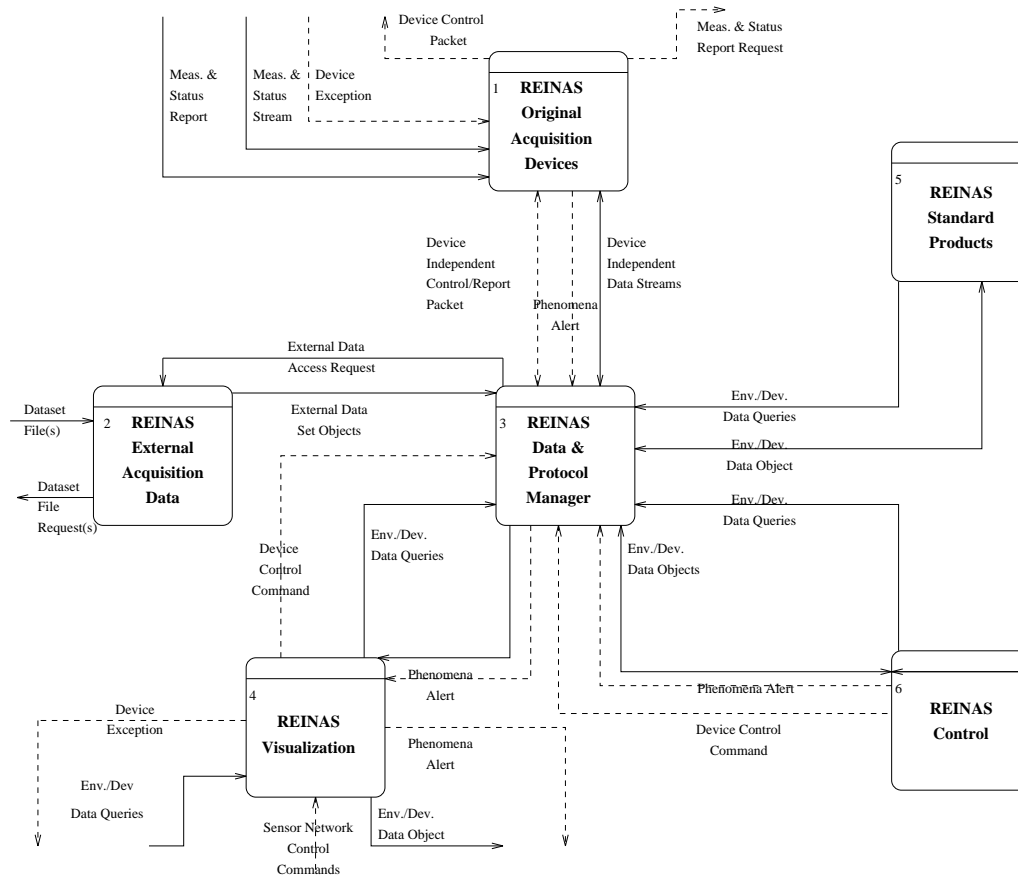 Device Control
Packet
Meas. & Status
Report Request
Meas. &
Status
Report
Meas. &
Status
Stream
Device
Exception
1
REINAS
Original
Acquisition
Devices
5
REINAS
Standard
Products
Device
Independent
Control/Report
Packet
Phenomena
Alert
Device
Independent
Data Streams
External Data
Access Request
External Data
Set Objects
Dataset
File(s)
Dataset
File
Request(s)
2
REINAS
External
Acquisition
Data
3
REINAS
Data &
Protocol
Manager
Env./Dev.
Data Queries
Env./Dev.
Data Object
Env./Dev.
Data Queries
Device
Control
Command
Env./Dev.
Data Queries
Env./Dev.
Data Objects
Phenomena
Alert
Phenomena Alert
Device Control
Command
4
REINAS
Visualization
6
REINAS
Control
Device
Exception
Phenomena
Alert
Env./Dev
Data Queries
Sensor Network
Control
Commands
Env./Dev.
Data Object